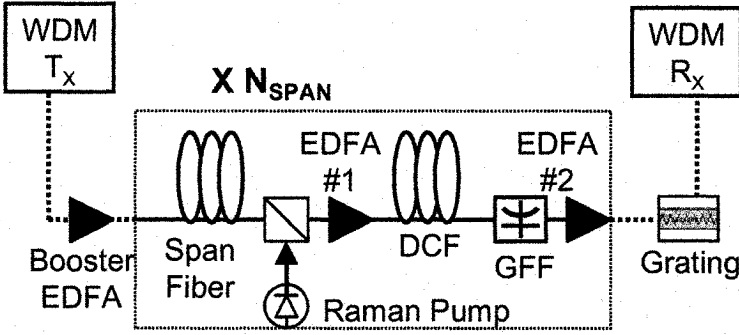 WDM
Tx
X NSPAN
WDM
Rx
EDFA
#1
EDFA
#2
Booster
EDFA
Span
Fiber
DCF
GFF
Grating
Raman Pump